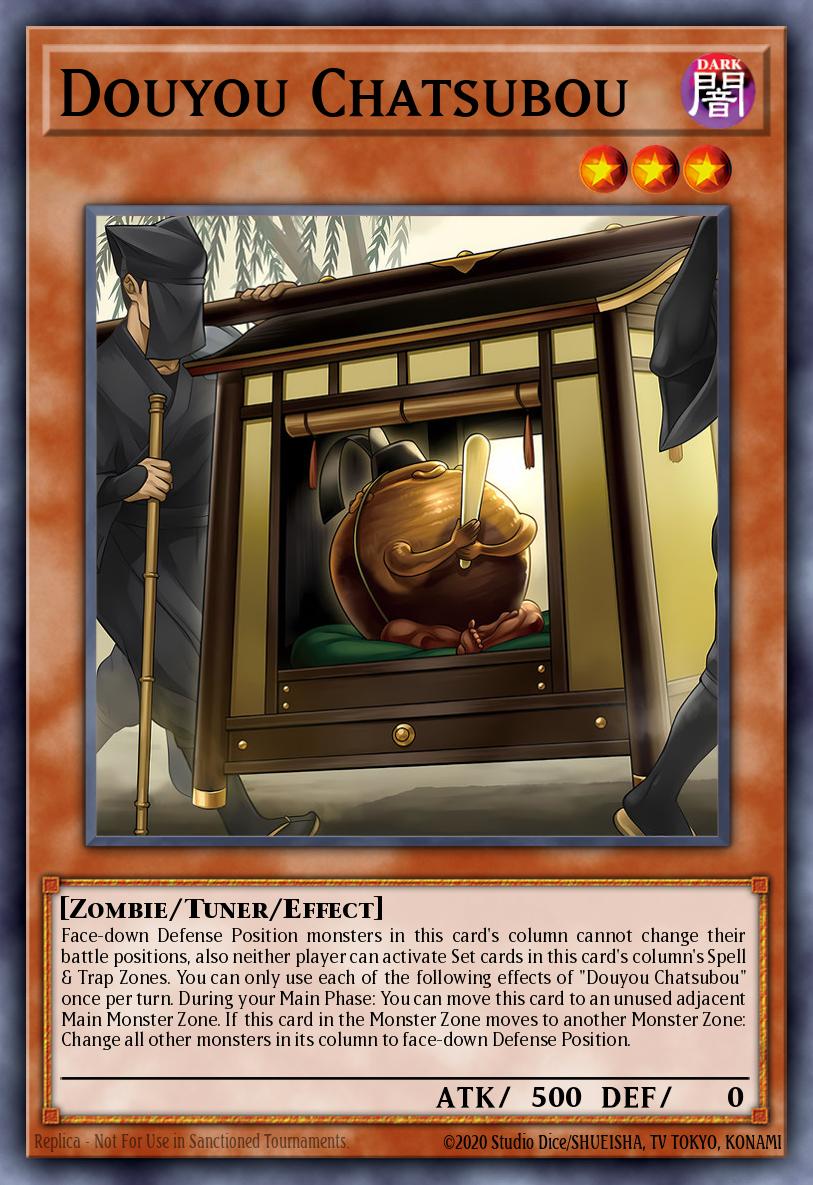 Douyou Chatsubou
DARK
闇
[Zombie/Tuner/Effect]
Face-down Defense Position monsters in this card's column cannot change their
battle positions, also neither player can activate Set cards in this card's column's Spell
& Trap Zones. You can only use each of the following effects of "Douyou Chatsubou"
once per turn. During your Main Phase: You can move this card to an unused adjacent
Main Monster Zone. If this card in the Monster Zone moves to another Monster Zone:
Change all other monsters in its column to face-down Defense Position.
ATK/ 500 DEF/ 0
Replica - Not For Use in Sanctioned Tournaments.
©2020 Studio Dice/SHUEISHA, TV TOKYO, KONAMI